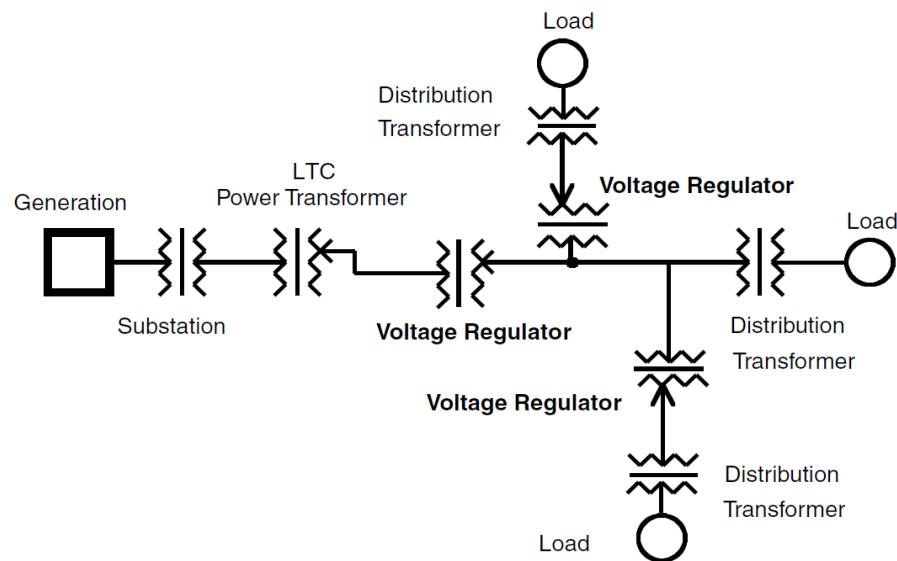 Load
Distribution
Transformer
LTC
Power Transformer
Voltage Regulator
Generation
Load
Substation
Voltage Regulator
Distribution
Transformer
Voltage Regulator
Distribution
Transformer
Load